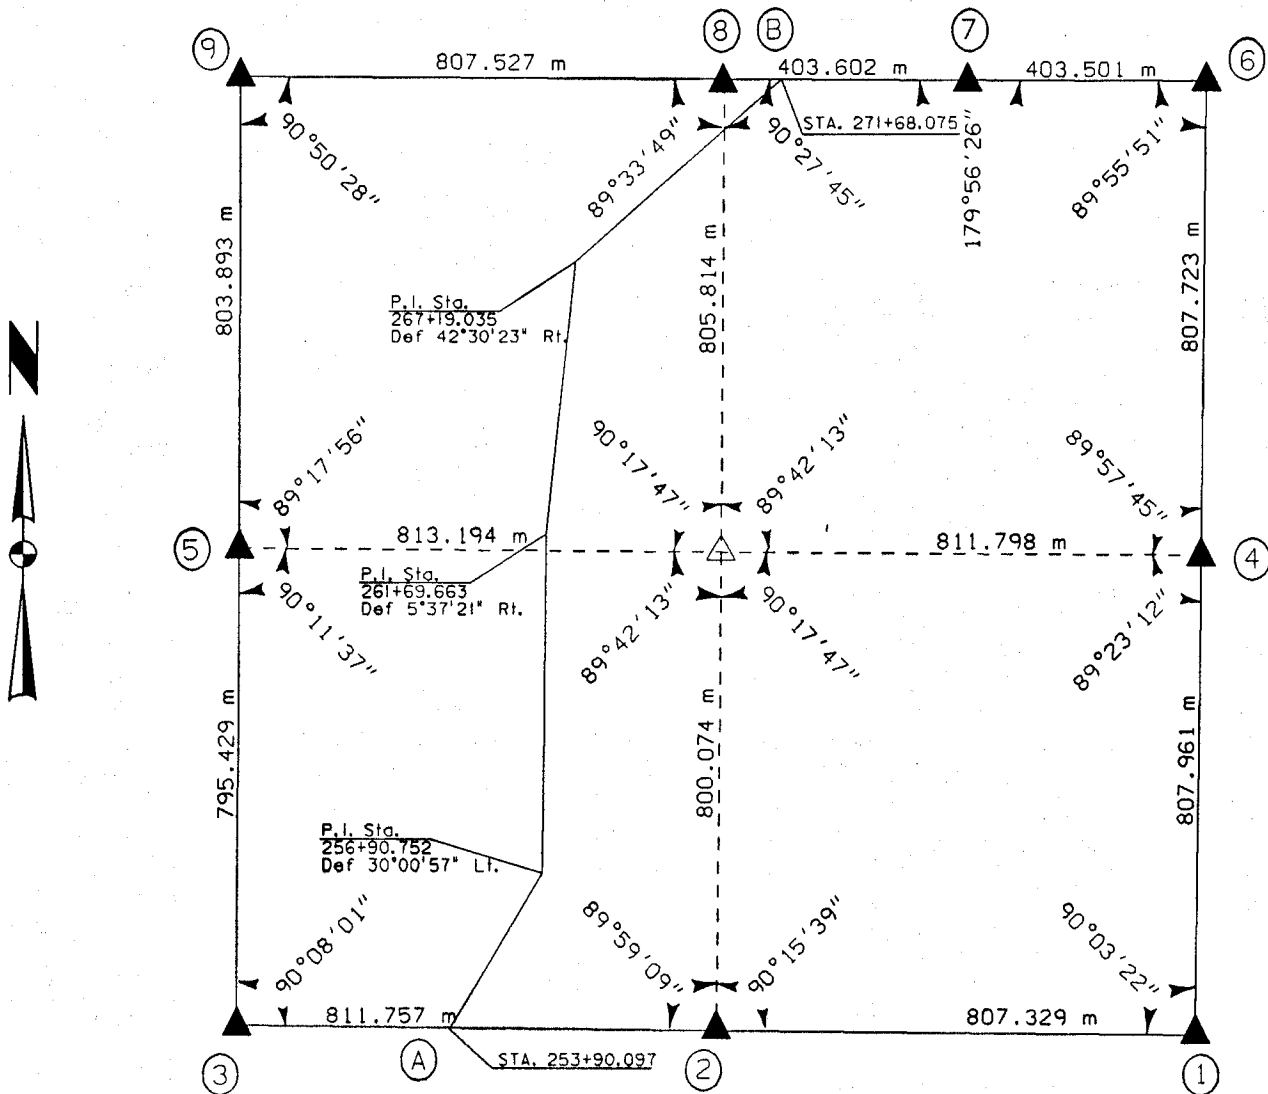 9
8
B
7
6
807.527 m
403.602 m
403.501 m
STA. 271+68.075
90°50'28"
89°33'49"
90°27'45"
179°56'26"
89°55'51"
803.893 m
805.814 m
807.723 m
P.I. Sta.
267+19.035
Def 42°30'23" Rt.
N
89°17'56"
90°17'47"
89°42'13"
89°57'45"
5
813.194 m
811.798 m
4
P.I. Sta.
261+69.663
Def 5°37'21" Rt.
90°11'37"
89°42'13"
90°17'47"
89°23'12"
795.429 m
800.074 m
807.961 m
P.I. Sta.
256+90.752
Def 30°00'57" Lt.
90°08'01"
89°59'09"
90°15'39"
90°03'22"
811.757 m
807.329 m
STA. 253+90.097
3
A
2
1